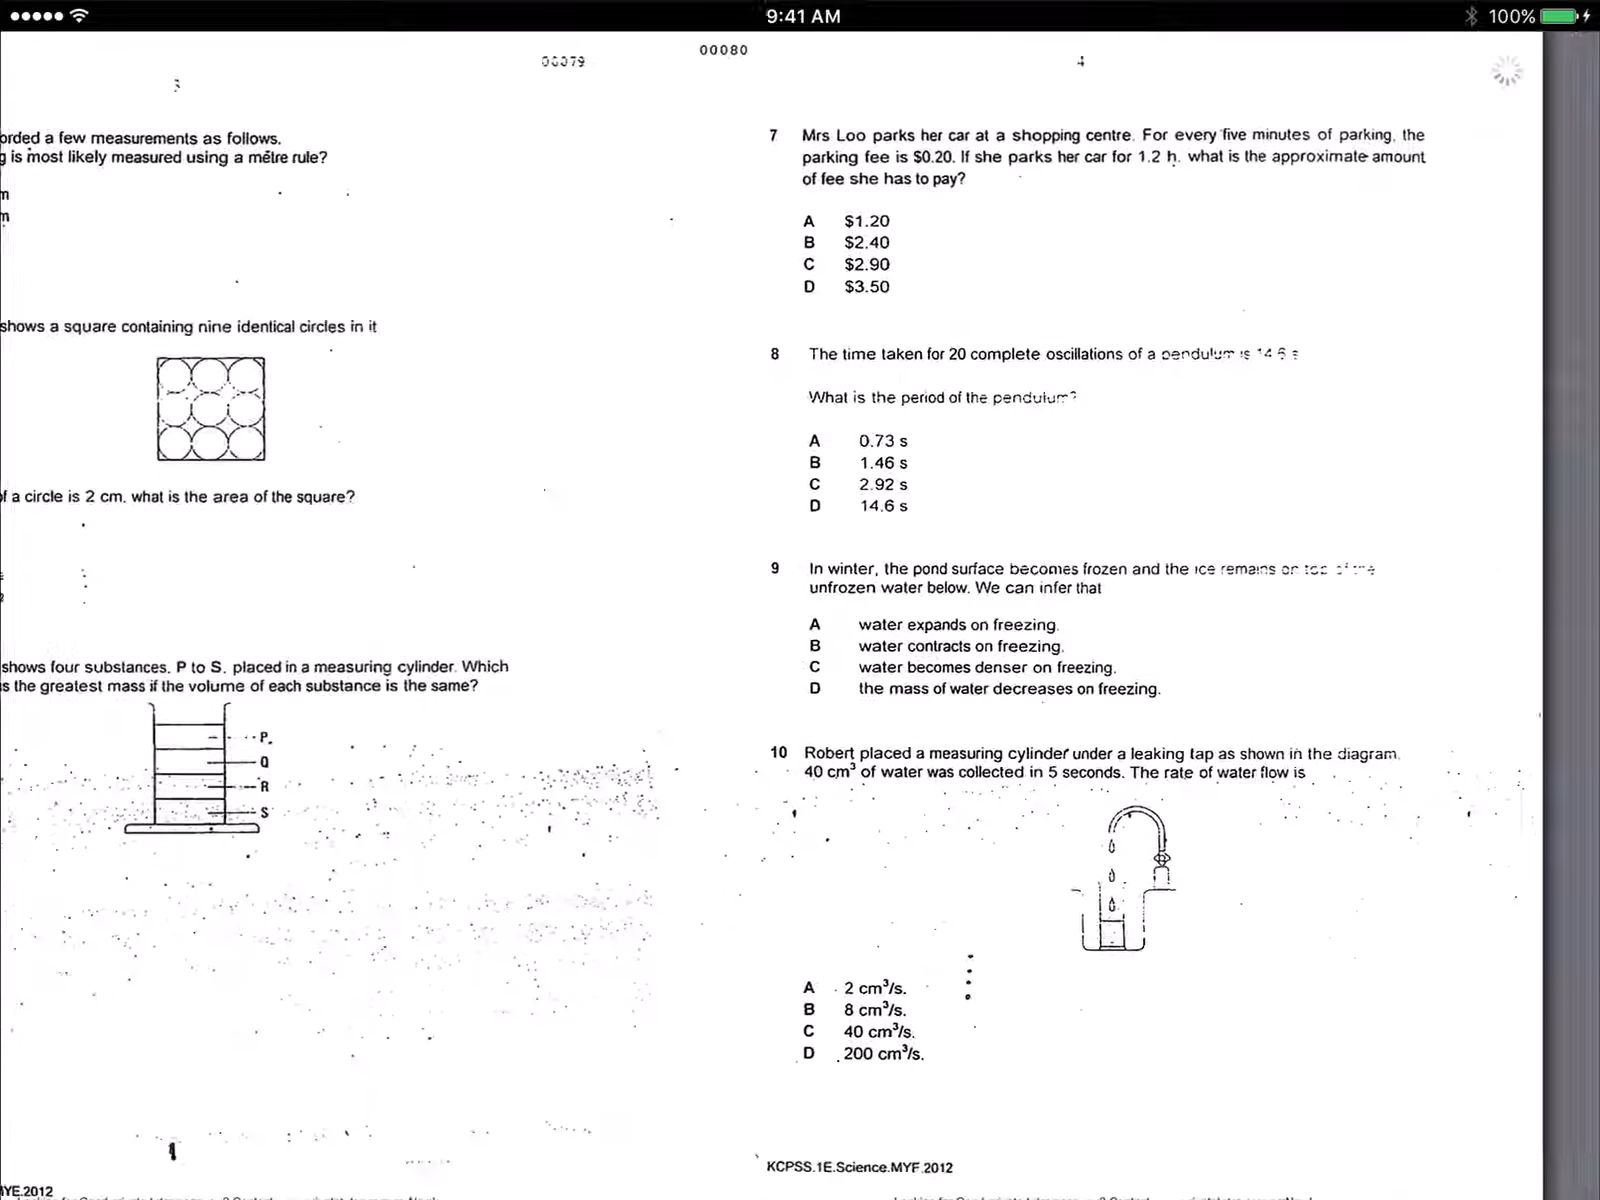 9:41 AM
100%
00080
00379
3
4
orded a few measurements as follows.
g is most likely measured using a metre rule?
m
m
shows a square containing nine identical circles in it
of a circle is 2 cm. what is the area of the square?
shows four substances. P to S. placed in a measuring cylinder. Which
s the greatest mass if the volume of each substance is the same?
P
Q
R
S
MYE.2012
7 Mrs Loo parks her car at a shopping centre. For every five minutes of parking, the
parking fee is $0.20. If she parks her car for 1.2 h. what is the approximate amount
of fee she has to pay?
A $1.20
B $2.40
C $2.90
D $3.50
8 The time taken for 20 complete oscillations of a pendulum is 14.6 s
What is the period of the pendulum?
A 0.73 s
B 1.46 s
C 2.92 s
D 14.6 s
9 In winter, the pond surface becomes frozen and the ice remains on top of the
unfrozen water below. We can infer that
A water expands on freezing.
B water contracts on freezing.
C water becomes denser on freezing.
D the mass of water decreases on freezing.
10 Robert placed a measuring cylinder under a leaking tap as shown in the diagram.
40 cm³ of water was collected in 5 seconds. The rate of water flow is
A 2 cm³/s.
B 8 cm³/s.
C 40 cm³/s.
D 200 cm³/s.
KCPSS.1E.Science.MYF.2012